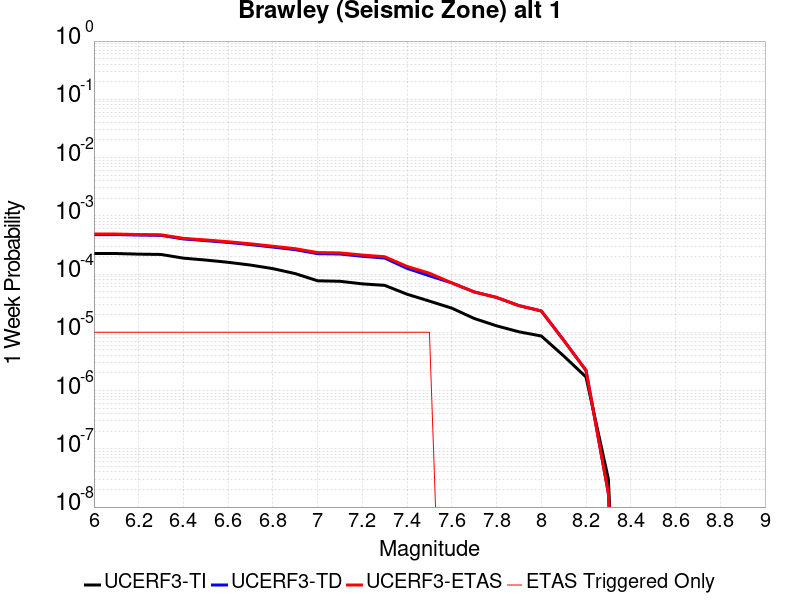 Brawley (Seismic Zone) alt 1
10^0
10^-1
10^-2
10^-3
10^-4
10^-5
10^-6
10^-7
10^-8
1 Week Probability
6 6.2 6.4 6.6 6.8 7 7.2 7.4 7.6 7.8 8 8.2 8.4 8.6 8.8 9
Magnitude
UCERF3-TI UCERF3-TD UCERF3-ETAS ETAS Triggered Only